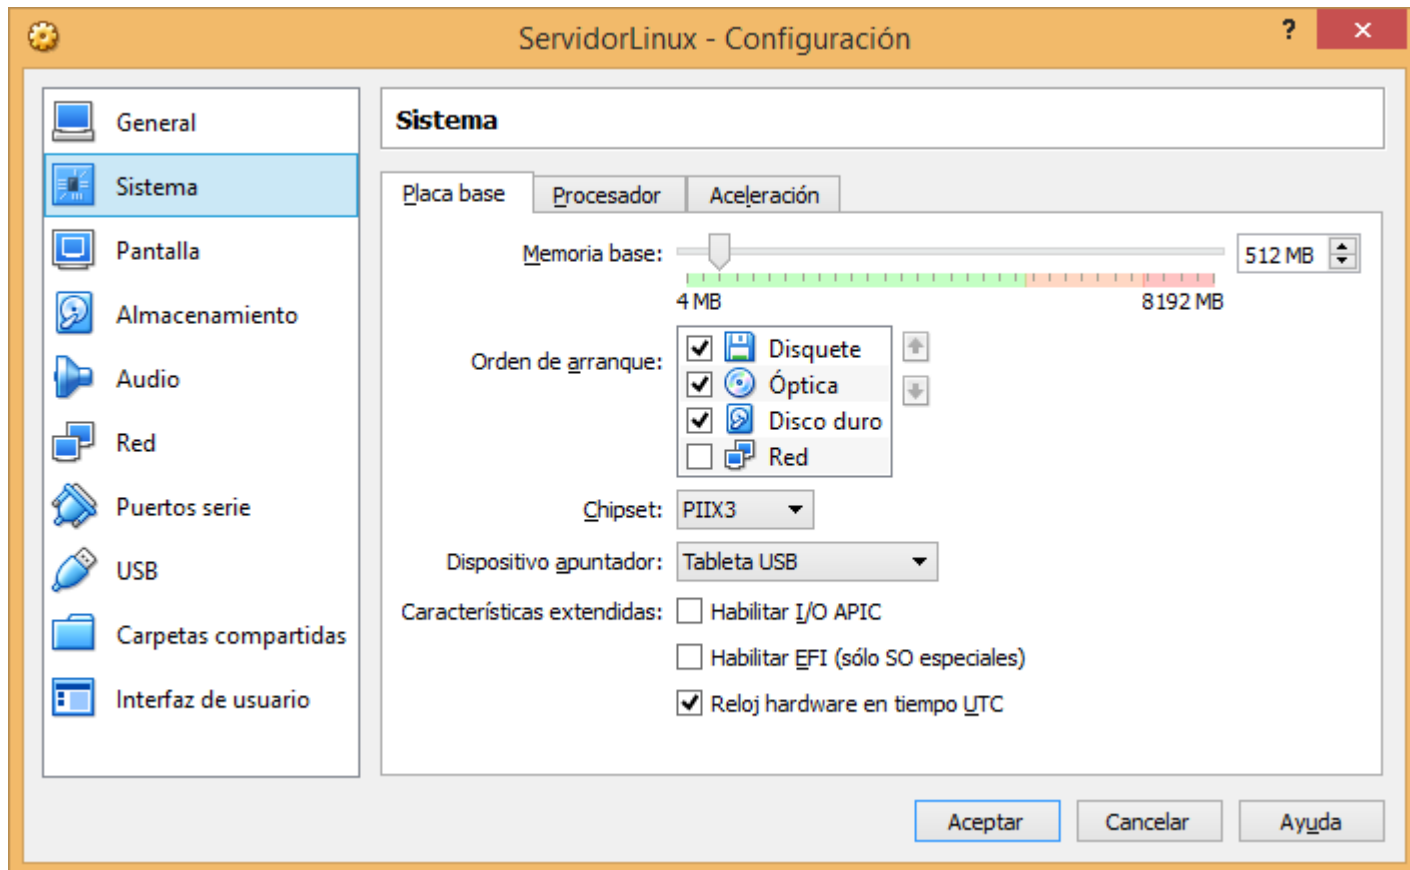 ServidorLinux - Configuración
?
General
Sistema
Pantalla
Almacenamiento
Audio
Red
Puertos serie
USB
Carpetas compartidas
Interfaz de usuario
Sistema
Placa base
Procesador
Aceleración
Memoria base:
512 MB
4 MB
8192 MB
Orden de arranque:
Disquete
Óptica
Disco duro
Red
Chipset:
PIIX3
Dispositivo apuntador:
Tableta USB
Características extendidas:
Habilitar I/O APIC
Habilitar EFI (sólo SO especiales)
Reloj hardware en tiempo UTC
Aceptar
Cancelar
Ayuda